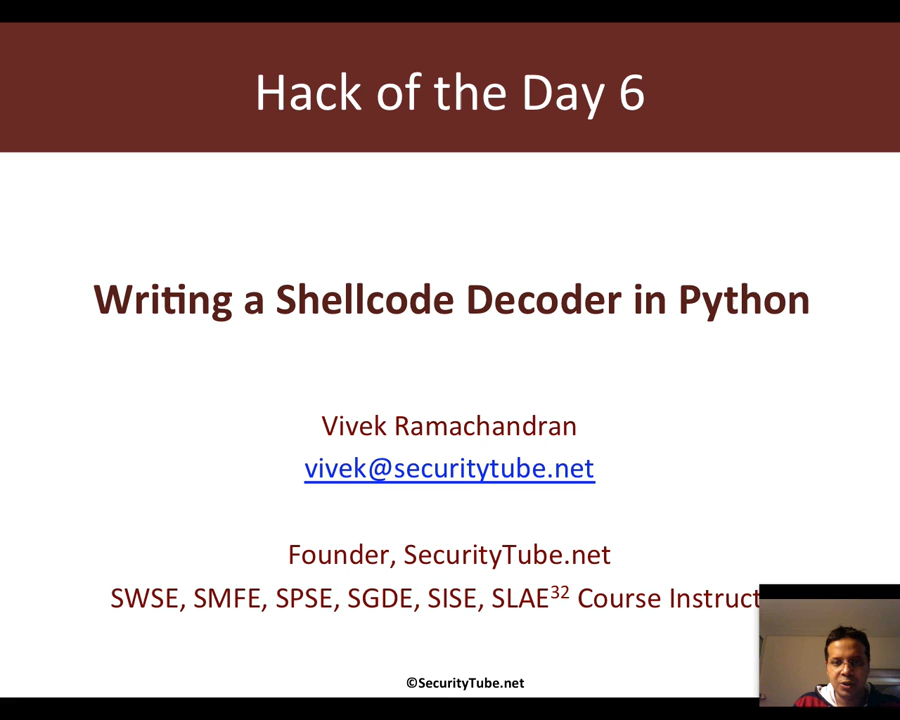 Hack of the Day 6
Writing a Shellcode Decoder in Python
Vivek Ramachandran
vivek@securitytube.net
Founder, SecurityTube.net
SWSE, SMFE, SPSE, SGDE, SISE, SLAE³² Course Instruct
©SecurityTube.net